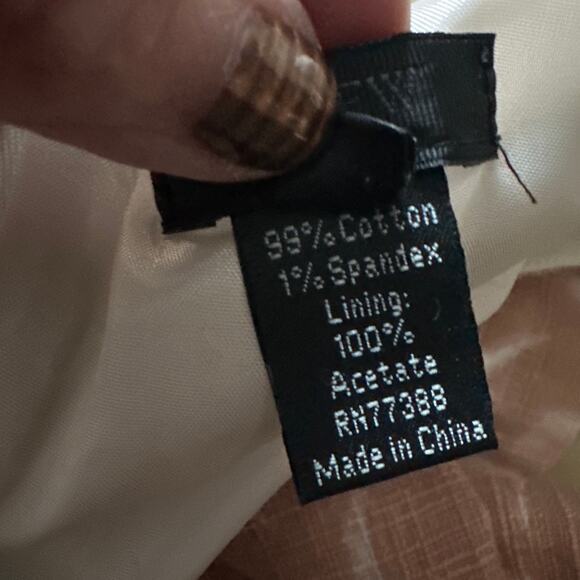 99% Cotton
1% Spandex
Lining:
100%
Acetate
RN77388
Made in China